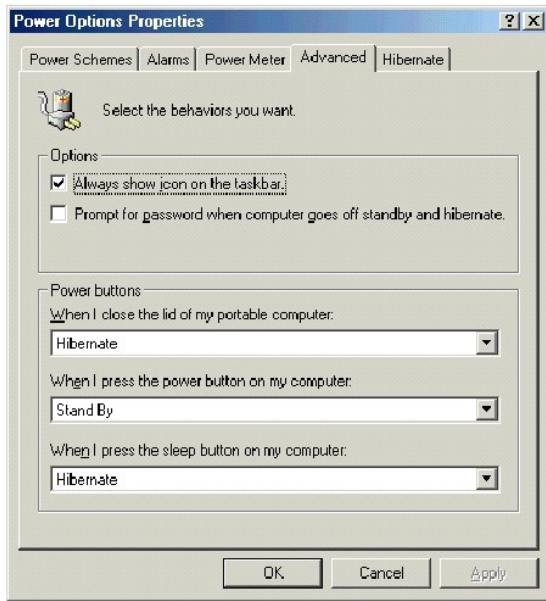 Power Options Properties
Power Schemes
Alarms
Power Meter
Advanced
Hibernate
Select the behaviors you want.
Options
Always show icon on the taskbar.
Prompt for password when computer goes off standby and hibernate.
Power buttons
When I close the lid of my portable computer:
Hibernate
When I press the power button on my computer:
Stand By
When I press the sleep button on my computer:
Hibernate
OK
Cancel
Apply